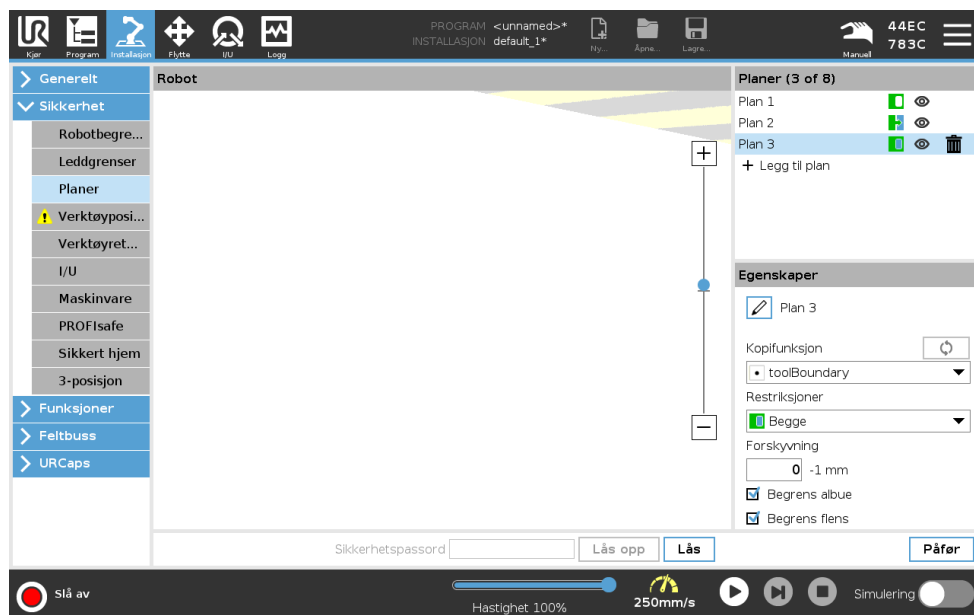 PROGRAM <unnamed>*
INSTALLASJON default_1*
UR
Kjør
Program
Installasjon
Flytte
I/U
Logg
Ny...
Åpne...
Lagre...
Manuell
44EC
783C
Generelt
Sikkerhet
Robotbegre...
Leddgrenser
Planer
Verktøyposi...
Verktøyret...
I/U
Maskinvare
PROFIsafe
Sikkert hjem
3-posisjon
Funksjoner
Feltbuss
URCaps
Robot
Planer (3 of 8)
Plan 1
Plan 2
Plan 3
+ Legg til plan
Egenskaper
Plan 3
Kopifunksjon
toolBoundary
Restriksjoner
Begge
Forskyvning
0 -1 mm
Begrens albue
Begrens flens
Sikkerhetspassord
Lås opp
Lås
Påfør
Slå av
Hastighet 100%
250mm/s
Simulering